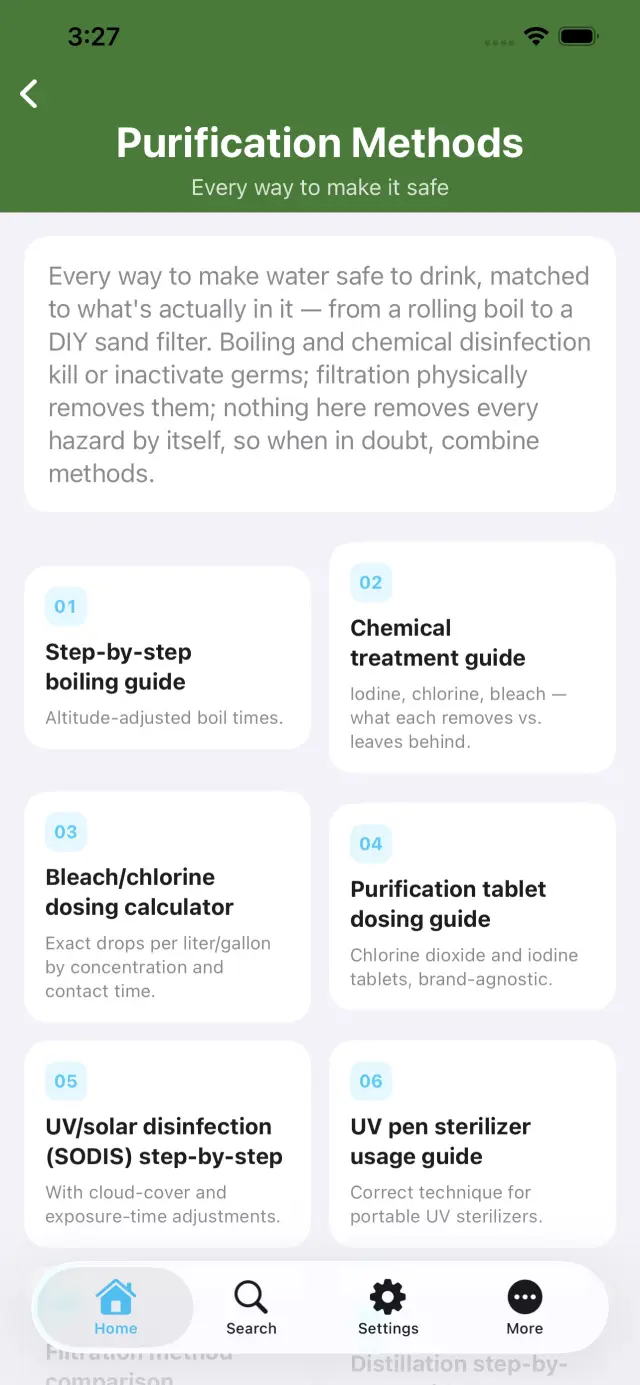 3:27
Purification Methods
Every way to make it safe
Every way to make water safe to drink, matched
to what's actually in it — from a rolling boil to a
DIY sand filter. Boiling and chemical disinfection
kill or inactivate germs; filtration physically
removes them; nothing here removes every
hazard by itself, so when in doubt, combine
methods.
01
Step-by-step
boiling guide
Altitude-adjusted boil times.
02
Chemical
treatment guide
Iodine, chlorine, bleach —
what each removes vs.
leaves behind.
03
Bleach/chlorine
dosing calculator
Exact drops per liter/gallon
by concentration and
contact time.
04
Purification tablet
dosing guide
Chlorine dioxide and iodine
tablets, brand-agnostic.
05
UV/solar disinfection
(SODIS) step-by-step
With cloud-cover and
exposure-time adjustments.
06
UV pen sterilizer
usage guide
Correct technique for
portable UV sterilizers.
Filtration method
comparison
Distillation step-by-
Home
Search
Settings
More